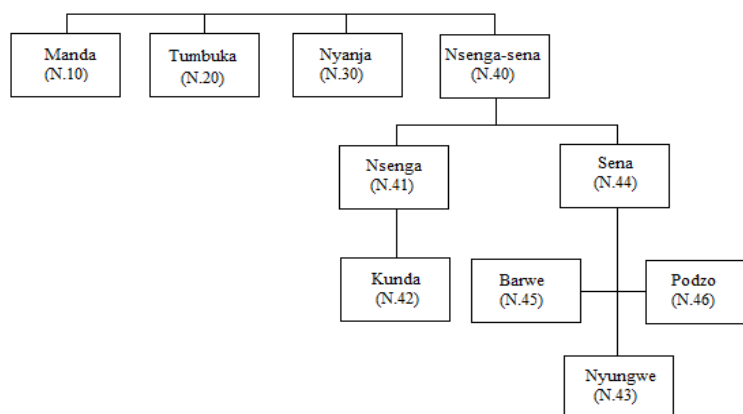 Manda
(N.10)
Tumbuka
(N.20)
Nyanja
(N.30)
Nsenga-sena
(N.40)
Nsenga
(N.41)
Sena
(N.44)
Kunda
(N.42)
Barwe
(N.45)
Podzo
(N.46)
Nyungwe
(N.43)